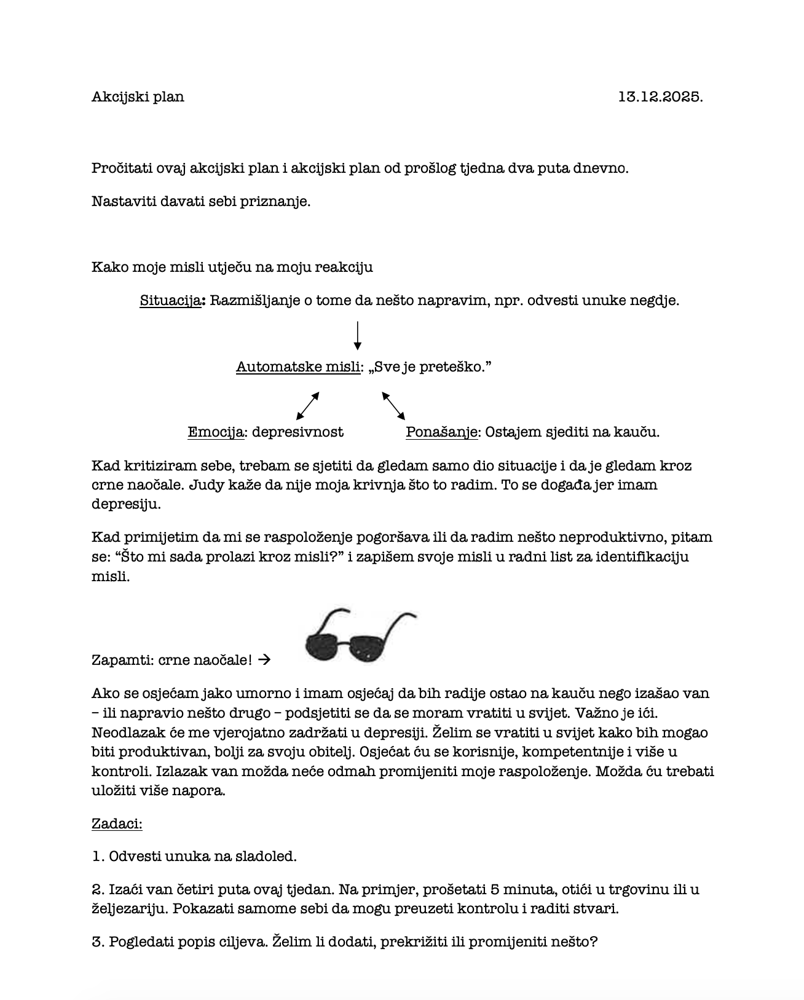 Akcijski plan 13.12.2025.
Pročitati ovaj akcijski plan i akcijski plan od prošlog tjedna dva puta dnevno.
Nastaviti davati sebi priznanje.
Kako moje misli utječu na moju reakciju
Situacija: Razmišljanje o tome da nešto napravim, npr. odvesti unuke negdje.
Automatske misli: „Sve je preteško.”
Emocija: depresivnost Ponašanje: Ostajem sjediti na kauču.
Kad kritiziram sebe, trebam se sjetiti da gledam samo dio situacije i da je gledam kroz
crne naočale. Judy kaže da nije moja krivnja što to radim. To se događa jer imam
depresiju.
Kad primijetim da mi se raspoloženje pogoršava ili da radim nešto neproduktivno, pitam
se: “Što mi sada prolazi kroz misli?” i zapišem svoje misli u radni list za identifikaciju
misli.
Zapamti: crne naočale! →
Ako se osjećam jako umorno i imam osjećaj da bih radije ostao na kauču nego izašao van
– ili napravio nešto drugo – podsjetiti se da se moram vratiti u svijet. Važno je ići.
Neodlazak će me vjerojatno zadržati u depresiji. Želim se vratiti u svijet kako bih mogao
biti produktivan, bolji za svoju obitelj. Osjećat ću se korisnije, kompetentnije i više u
kontroli. Izlazak van možda neće odmah promijeniti moje raspoloženje. Možda ću trebati
uložiti više napora.
Zadaci:
1. Odvesti unuka na sladoled.
2. Izaći van četiri puta ovaj tjedan. Na primjer, prošetati 5 minuta, otići u trgovinu ili u
željezariju. Pokazati samome sebi da mogu preuzeti kontrolu i raditi stvari.
3. Pogledati popis ciljeva. Želim li dodati, prekrižiti ili promijeniti nešto?